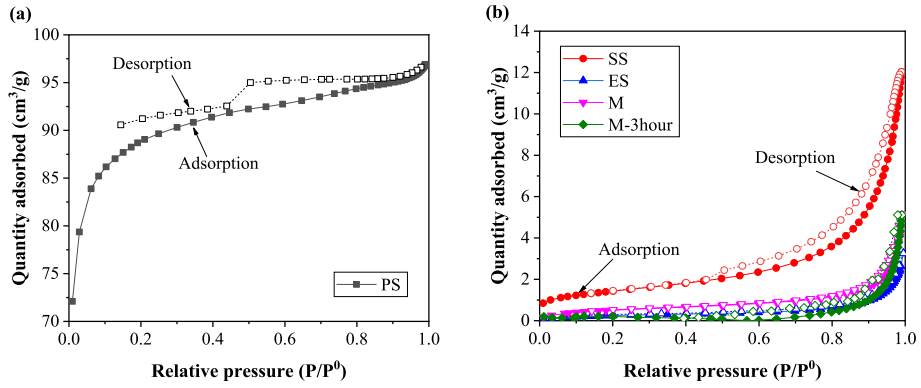 (a)
100
95
90
85
80
75
70
Quantity adsorbed (cm³/g)
Desorption
Adsorption
PS
0.0 0.2 0.4 0.6 0.8 1.0
Relative pressure (P/P⁰)
(b)
14
12
10
8
6
4
2
0
Quantity adsorbed (cm³/g)
SS
ES
M
M-3hour
Desorption
Adsorption
0.0 0.2 0.4 0.6 0.8 1.0
Relative pressure (P/P⁰)